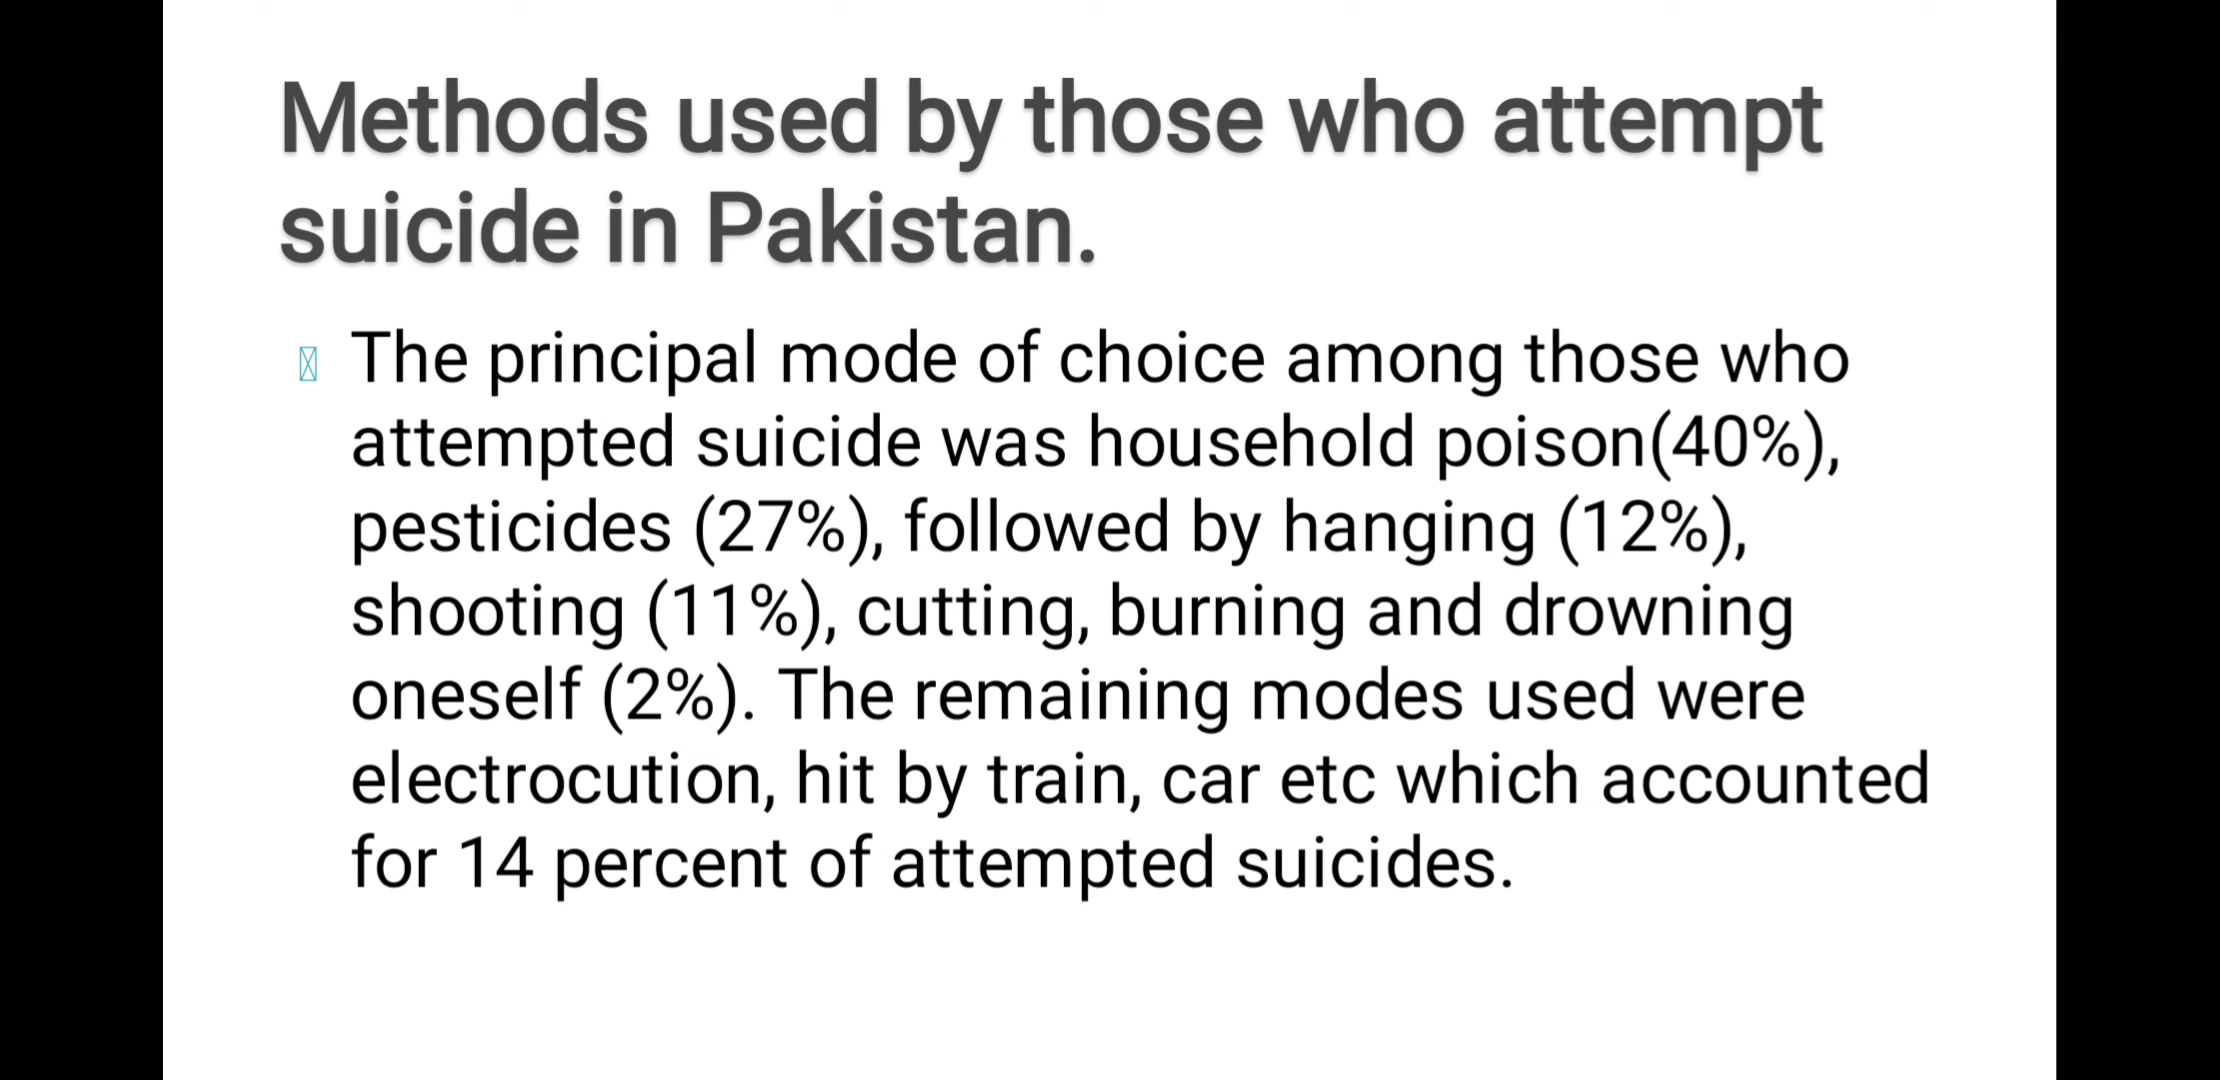 Methods used by those who attempt
suicide in Pakistan.
The principal mode of choice among those who
attempted suicide was household poison(40%),
pesticides (27%), followed by hanging (12%),
shooting (11%), cutting, burning and drowning
oneself (2%). The remaining modes used were
electrocution, hit by train, car etc which accounted
for 14 percent of attempted suicides.